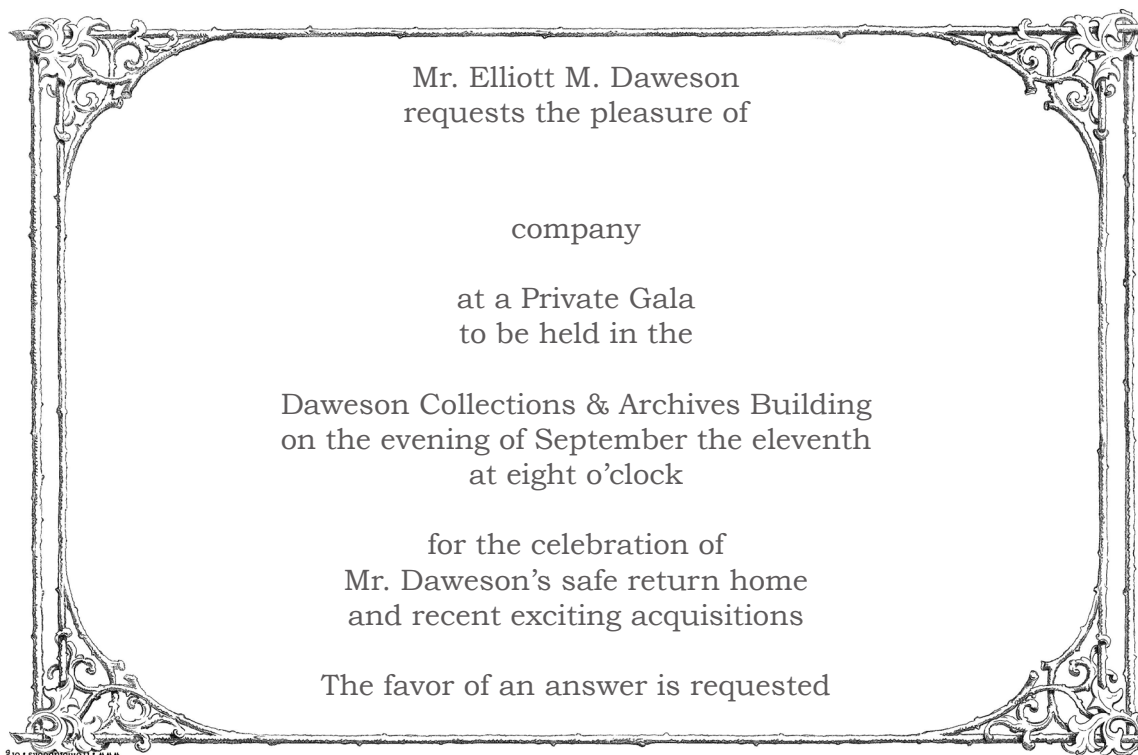 Mr. Elliott M. Daweson
requests the pleasure of
company
at a Private Gala
to be held in the
Daweson Collections & Archives Building
on the evening of September the eleventh
at eight o’clock
for the celebration of
Mr. Daweson’s safe return home
and recent exciting acquisitions
The favor of an answer is requested